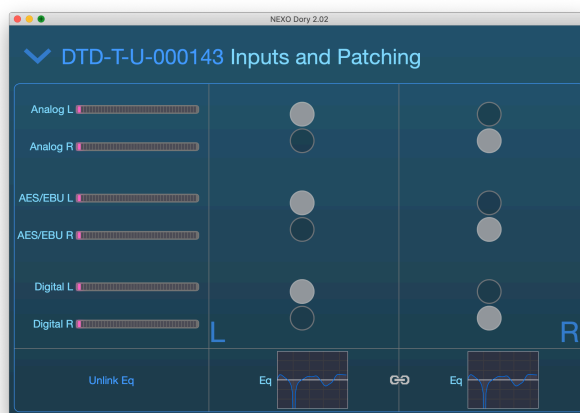 NEXO Dory 2.02
DTD-T-U-000143 Inputs and Patching
Analog L
Analog R
AES/EBU L
AES/EBU R
Digital L
Digital R
L
R
Unlink Eq
Eq
Eq